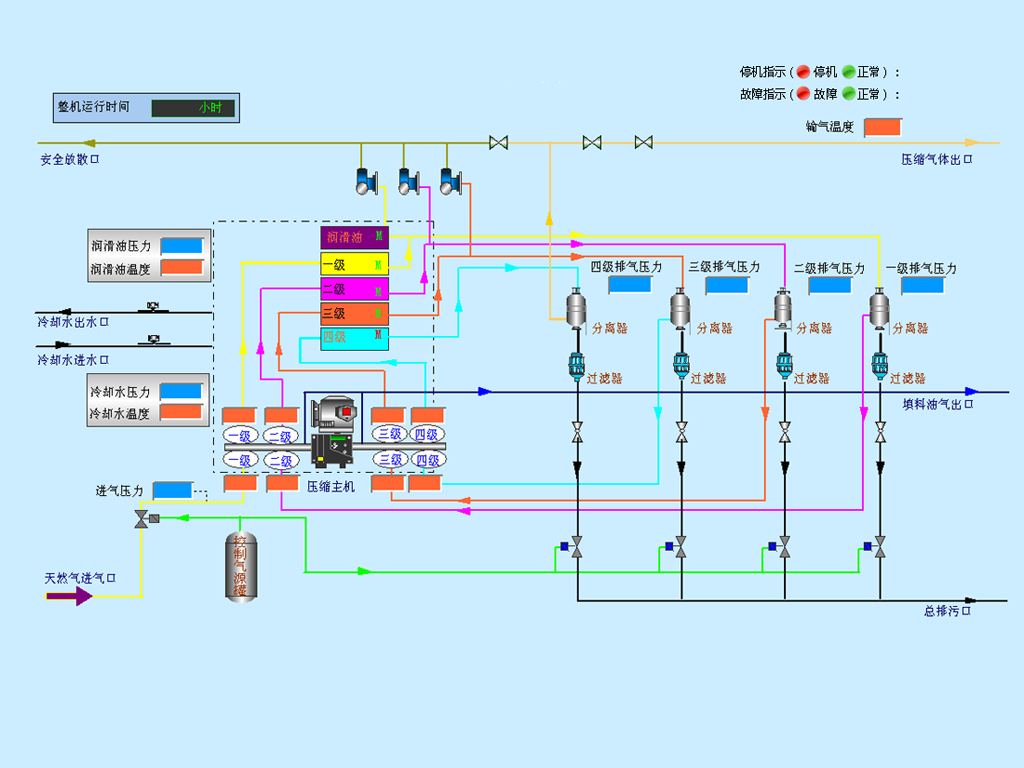 停机指示（ 停机 正常）：
故障指示（ 故障 正常）：
整机运行时间 小时
输气温度
安全放散口
压缩气体出口
润滑油压力
润滑油温度
润滑油 M
一级 M
二级 M
三级 M
四级 M
四级排气压力
三级排气压力
二级排气压力
一级排气压力
冷却水出水口
冷却水进水口
分离器
分离器
分离器
分离器
过滤器
过滤器
过滤器
过滤器
冷却水压力
冷却水温度
填料油气出口
一级
二级
三级
四级
一级
二级
三级
四级
压缩主机
进气压力
控制气源罐
天然气进气口
总排污口